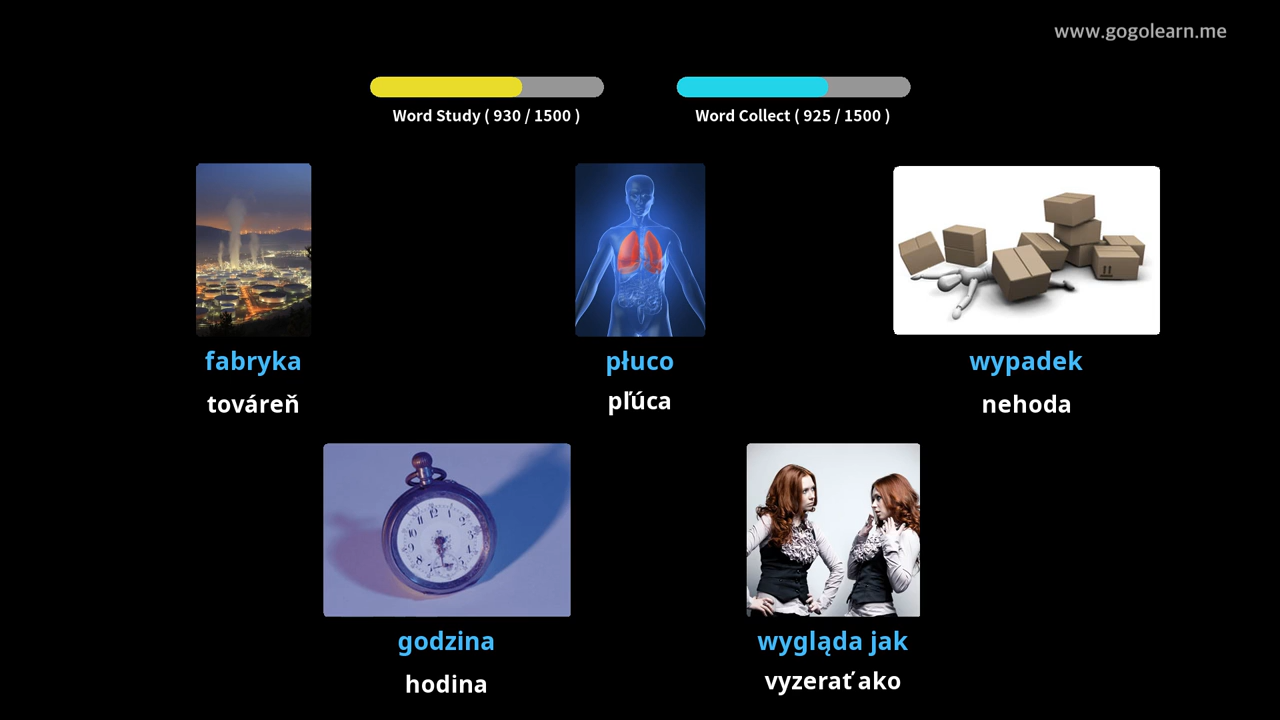 www.gogolearn.me
Word Study ( 930 / 1500 )
Word Collect ( 925 / 1500 )
fabryka
továreň
płuco
pľúca
wypadek
nehoda
godzina
hodina
wygląda jak
vyzerať ako